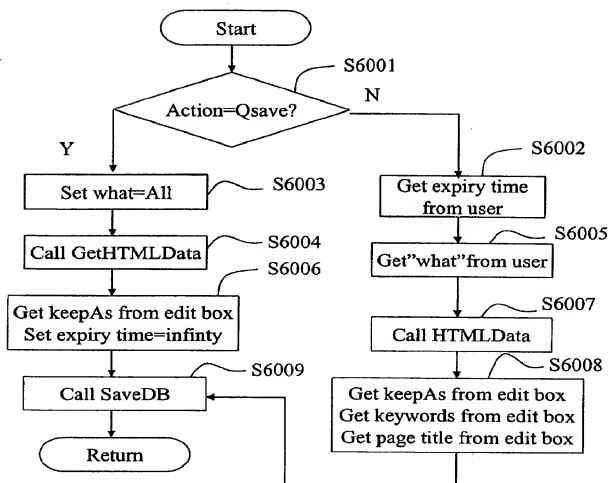 Start
S6001
Action=Qsave?
N
Y
S6002
Get expiry time
from user
S6003
Set what=All
S6004
Call GetHTMLData
S6005
Get"what"from user
S6006
Get keepAs from edit box
Set expiry time=infinty
S6007
Call HTMLData
S6008
Get keepAs from edit box
Get keywords from edit box
Get page title from edit box
S6009
Call SaveDB
Return